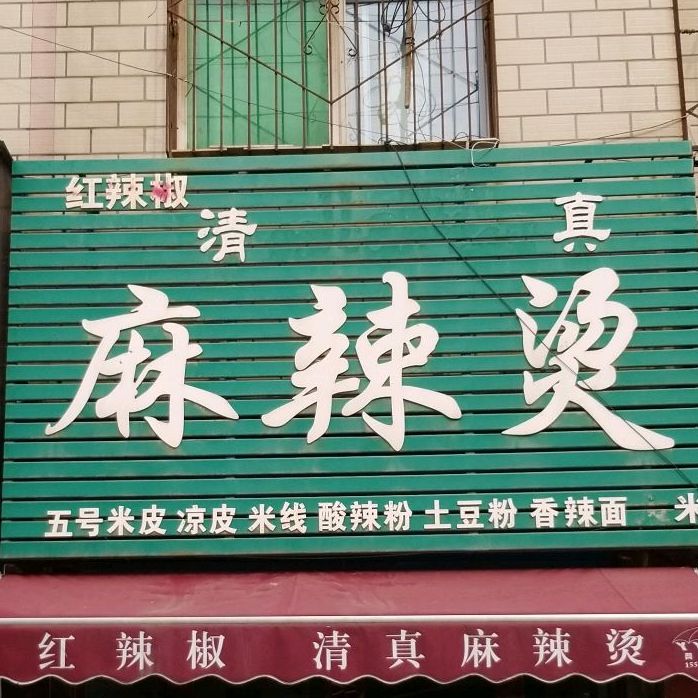 红辣椒
清 真
麻辣烫
五号米皮 凉皮 米线 酸辣粉 土豆粉 香辣面 米
红辣椒 清真麻辣烫